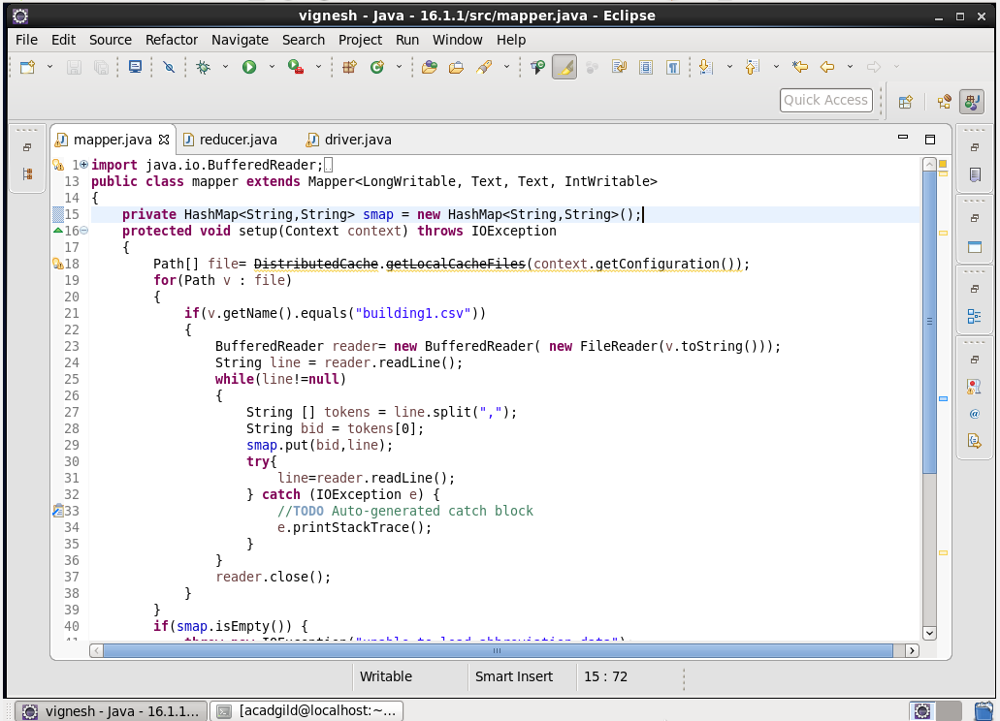 vignesh - Java - 16.1.1/src/mapper.java - Eclipse
File Edit Source Refactor Navigate Search Project Run Window Help
Quick Access
mapper.java reducer.java driver.java
1 import java.io.BufferedReader;
13 public class mapper extends Mapper<LongWritable, Text, Text, IntWritable>
14 {
15 private HashMap<String,String> smap = new HashMap<String,String>();
16 protected void setup(Context context) throws IOException
17 {
18 Path[] file= DistributedCache.getLocalCacheFiles(context.getConfiguration());
19 for(Path v : file)
20 {
21 if(v.getName().equals("building1.csv"))
22 {
23 BufferedReader reader= new BufferedReader( new FileReader(v.toString()));
24 String line = reader.readLine();
25 while(line!=null)
26 {
27 String [] tokens = line.split(",");
28 String bid = tokens[0];
29 smap.put(bid,line);
30 try{
31 line=reader.readLine();
32 } catch (IOException e) {
33 //TODO Auto-generated catch block
34 e.printStackTrace();
35 }
36 }
37 reader.close();
38 }
39 }
40 if(smap.isEmpty()) {
Writable Smart Insert 15 : 72
vignesh - Java - 16.1.1... [acadgild@localhost:~...